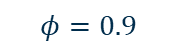 ϕ = 0.9